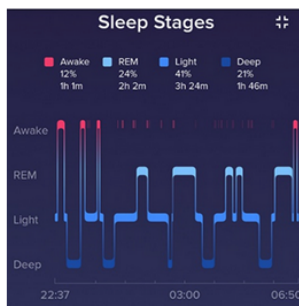 Sleep Stages
Awake REM Light Deep
12% 24% 41% 21%
1h 1m 2h 2m 3h 24m 1h 46m
Awake
REM
Light
Deep
22:37 03:00 06:50